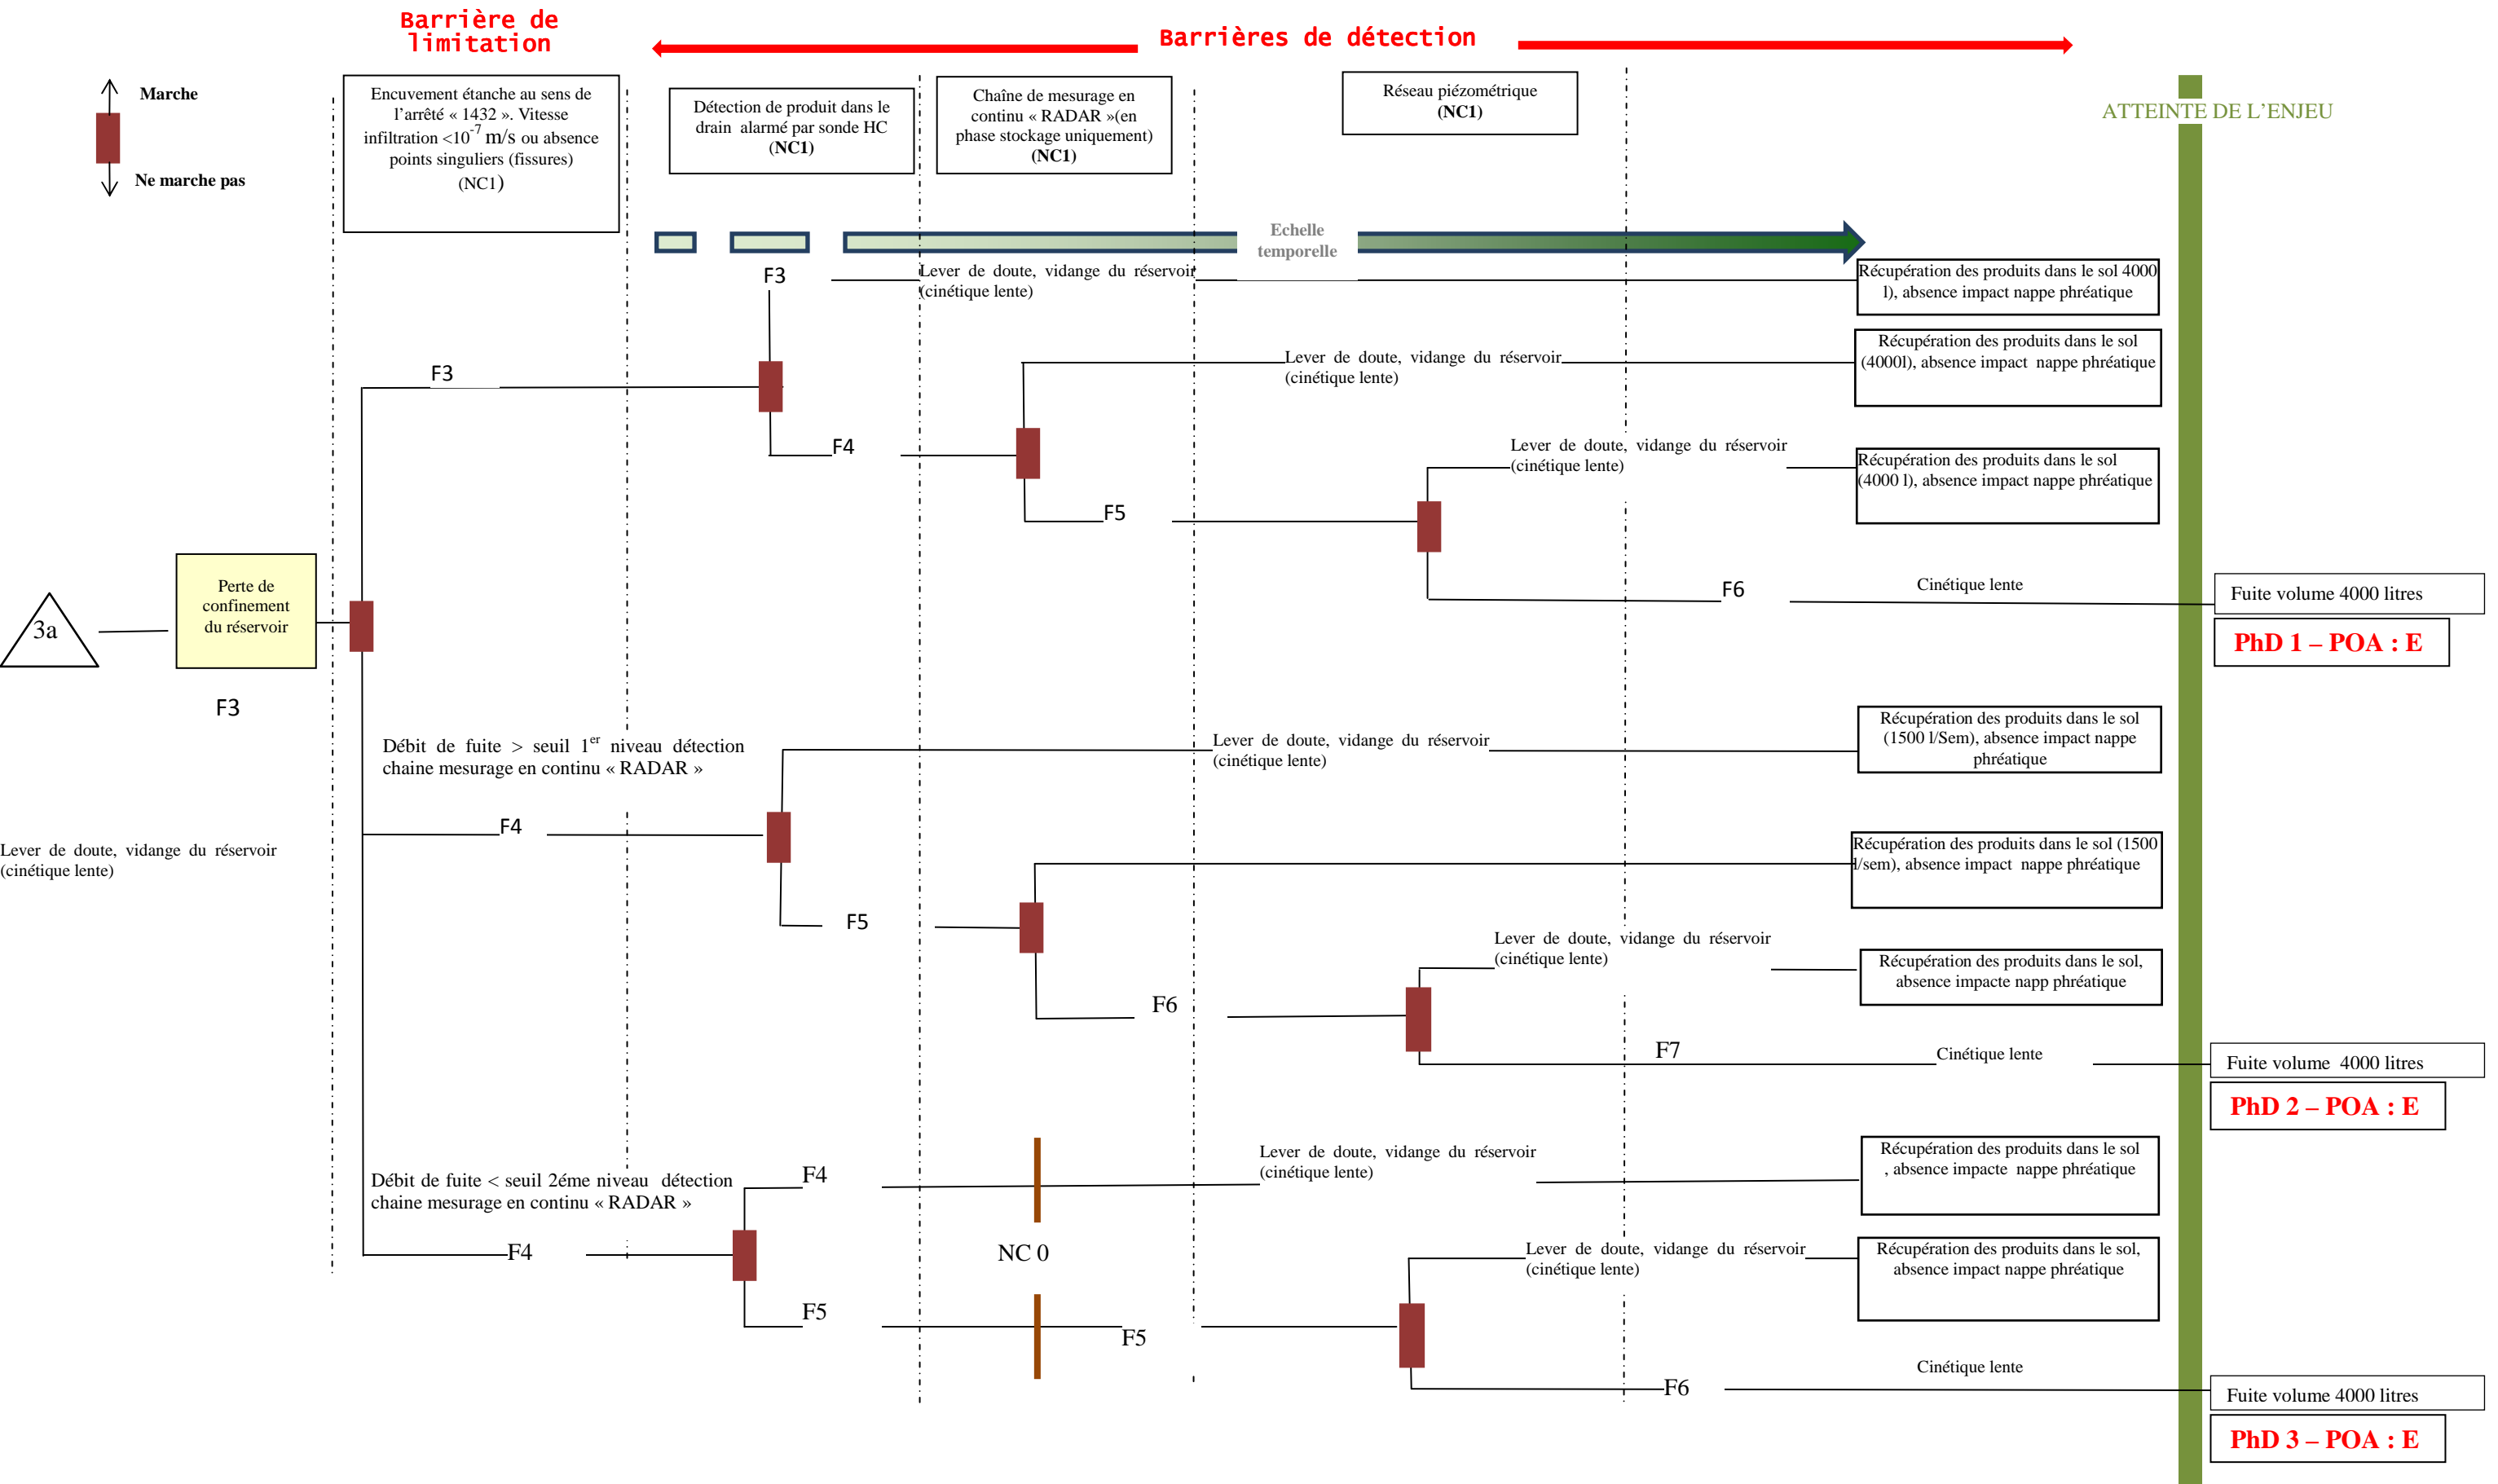 Barrière de
limitation
Barrières de détection
Marche
Ne marche pas
Encuvement étanche au sens de
l'arrêté « 1432 ». Vitesse
infiltration <10-7 m/s ou absence
points singuliers (fissures)
(NC1)
Détection de produit dans le
drain alarmé par sonde HC
(NC1)
Chaîne de mesurage en
continu « RADAR »(en
phase stockage uniquement)
(NC1)
Réseau piézométrique
(NC1)
ATTEINTE DE L'ENJEU
Echelle
temporelle
F3
Lever de doute, vidange du réservoir
(cinétique lente)
Récupération des produits dans le sol 4000
l), absence impact nappe phréatique
F3
Lever de doute, vidange du réservoir
(cinétique lente)
Récupération des produits dans le sol
(4000l), absence impact nappe phréatique
F4
Lever de doute, vidange du réservoir
(cinétique lente)
Récupération des produits dans le sol
(4000 l), absence impact nappe phréatique
F5
3a
Perte de
confinement
du réservoir
F3
F6
Cinétique lente
Fuite volume 4000 litres
PhD 1 – POA : E
Débit de fuite > seuil 1er niveau détection
chaine mesurage en continu « RADAR »
Lever de doute, vidange du réservoir
(cinétique lente)
Récupération des produits dans le sol
(1500 l/Sem), absence impact nappe
phréatique
F4
Lever de doute, vidange du réservoir
(cinétique lente)
Récupération des produits dans le sol (1500
l/sem), absence impact nappe phréatique
F5
Lever de doute, vidange du réservoir
(cinétique lente)
Récupération des produits dans le sol,
absence impacte napp phréatique
F6
F7
Cinétique lente
Fuite volume 4000 litres
PhD 2 – POA : E
Débit de fuite < seuil 2éme niveau détection
chaine mesurage en continu « RADAR »
F4
Lever de doute, vidange du réservoir
(cinétique lente)
Récupération des produits dans le sol
, absence impacte nappe phréatique
F4
NC 0
Lever de doute, vidange du réservoir
(cinétique lente)
Récupération des produits dans le sol,
absence impact nappe phréatique
F5
F5
F6
Cinétique lente
Fuite volume 4000 litres
PhD 3 – POA : E